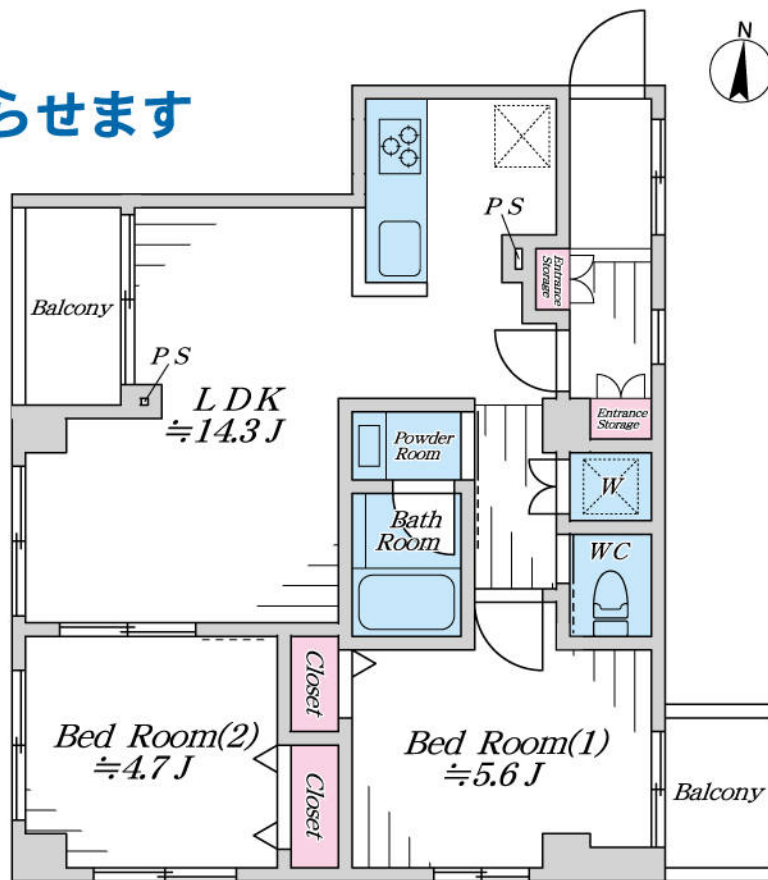 らせます
N
P S
Entrance
Storage
Balcony
P S
L D K
≒14.3 J
Entrance
Storage
Powder
Room
W
Bath
Room
WC
Closet
Bed Room(2)
≒4.7 J
Bed Room(1)
≒5.6 J
Closet
Balcony